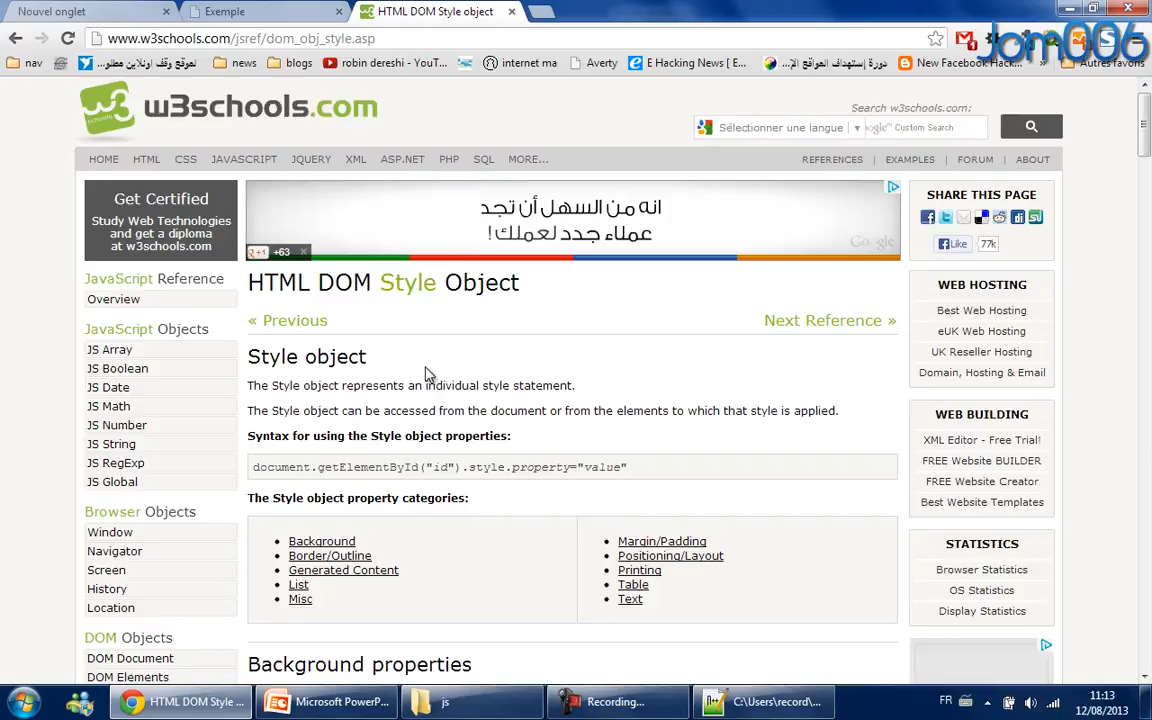 Nouvel onglet
Exemple
HTML DOM Style object
www.w3schools.com/jsref/dom_obj_style.asp
Jom006
nav
موقع وقف اونلاين مطلو...
news
blogs
robin dereshi - YouT...
internet ma
Averty
E Hacking News [ E...
دورة إستهداف المواقع الإ...
New Facebook Hack...
»
Autres favoris
w3schools.com
Search w3schools.com:
Sélectionner une langue
Custom Search
HOME HTML CSS JAVASCRIPT JQUERY XML ASP.NET PHP SQL MORE...
REFERENCES | EXAMPLES | FORUM | ABOUT
Get Certified
Study Web Technologies
and get a diploma
at w3schools.com
انه من السهل أن تجد
عملاء جدد لعملك!
Google
+1 +63
SHARE THIS PAGE
Like 77k
JavaScript Reference
Overview
JavaScript Objects
JS Array
JS Boolean
JS Date
JS Math
JS Number
JS String
JS RegExp
JS Global
Browser Objects
Window
Navigator
Screen
History
Location
DOM Objects
DOM Document
DOM Elements
HTML DOM Style Object
« Previous
Next Reference »
Style object
The Style object represents an individual style statement.
The Style object can be accessed from the document or from the elements to which that style is applied.
Syntax for using the Style object properties:
document.getElementById("id").style.property="value"
The Style object property categories:
Background
Border/Outline
Generated Content
List
Misc
Margin/Padding
Positioning/Layout
Printing
Table
Text
Background properties
WEB HOSTING
Best Web Hosting
eUK Web Hosting
UK Reseller Hosting
Domain, Hosting & Email
WEB BUILDING
XML Editor - Free Trial!
FREE Website BUILDER
FREE Website Creator
Best Website Templates
STATISTICS
Browser Statistics
OS Statistics
Display Statistics
HTML DOM Style ...
Microsoft PowerP...
js
Recording...
C:\Users\record\...
FR
11:13
12/08/2013